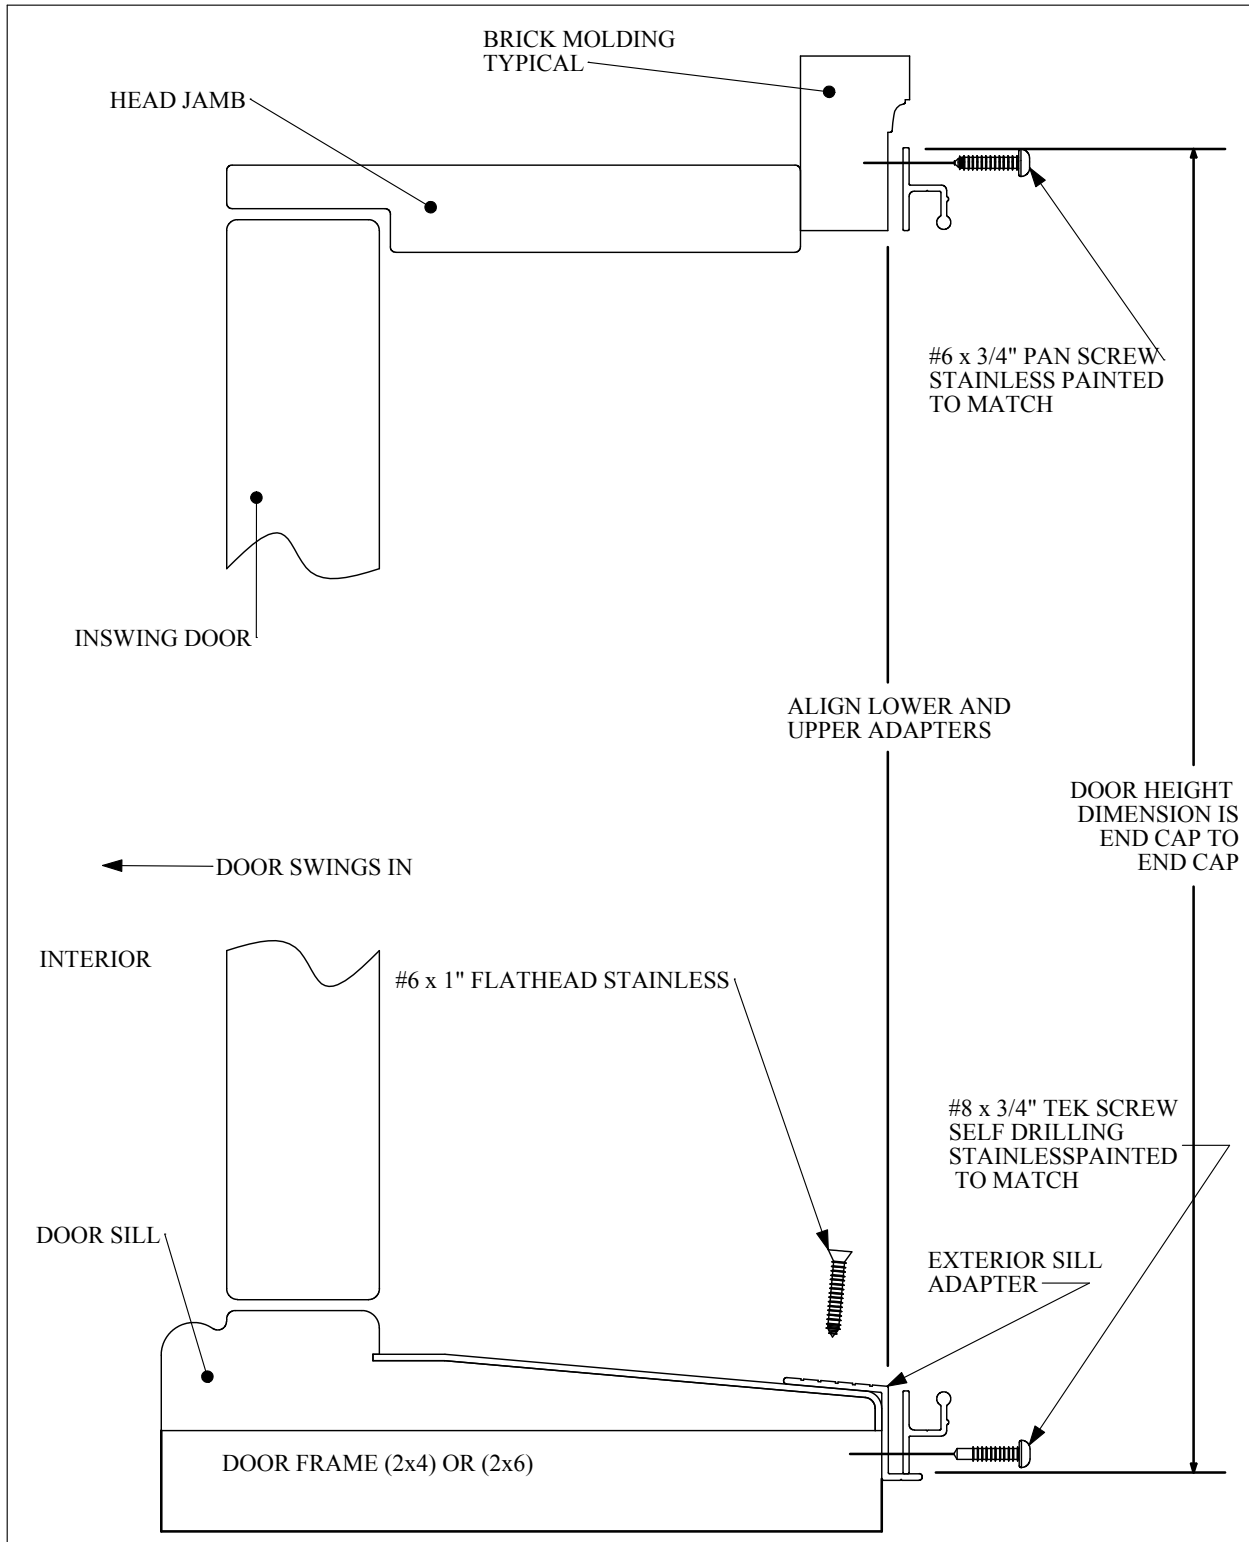 BRICK MOLDING
TYPICAL
HEAD JAMB
#6 x 3/4" PAN SCREW
STAINLESS PAINTED
TO MATCH
INSWING DOOR
ALIGN LOWER AND
UPPER ADAPTERS
DOOR HEIGHT
DIMENSION IS
END CAP TO
END CAP
DOOR SWINGS IN
INTERIOR
#6 x 1" FLATHEAD STAINLESS
#8 x 3/4" TEK SCREW
SELF DRILLING
STAINLESSPAINTED
TO MATCH
DOOR SILL
EXTERIOR SILL
ADAPTER
DOOR FRAME (2x4) OR (2x6)